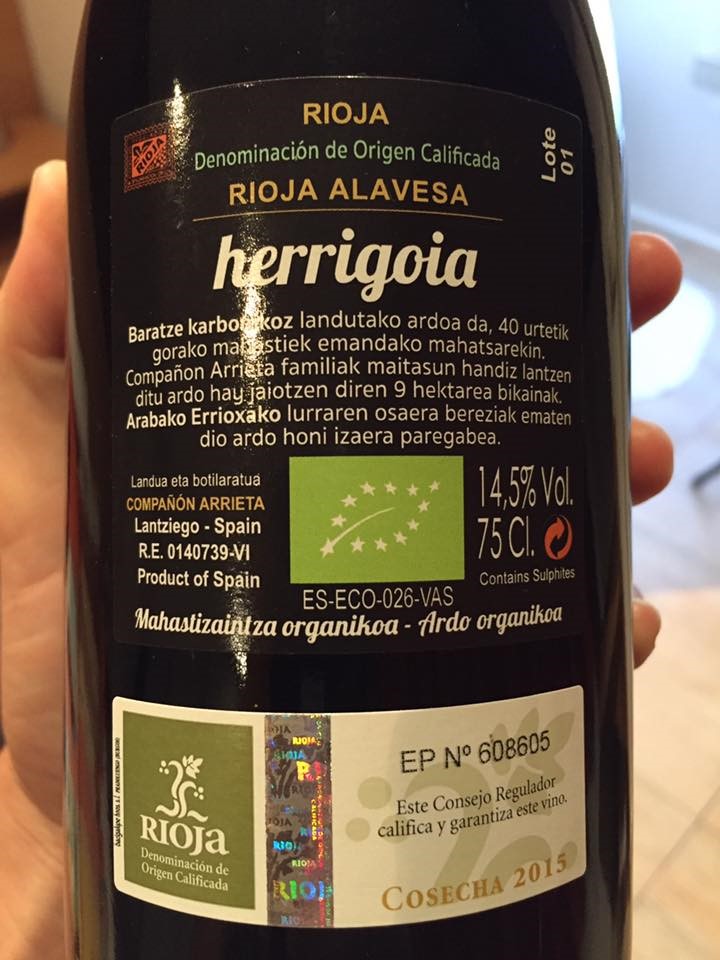 RIOJA
Denominación de Origen Calificada
Lote
01
RIOJA
RIOJA ALAVESA
herrigoia
Baratze karbonikoz landutako ardoa da, 40 urtetik
gorako mahastiek emandako mahatsarekin.
Compañon Arrieta familiak maitasun handiz lantzen
ditu ardo hay jaiotzen diren 9 hektarea bikainak.
Arabako Errioxako lurraren osaera bereziak ematen
dio ardo honi izaera paregabea.
Landua eta botilaratua
COMPAÑÓN ARRIETA
Lantziego - Spain
R.E. 0140739-VI
Product of Spain
14,5% Vol.
75 Cl.
Contains Sulphites
ES-ECO-026-VAS
Mahastizaintza organikoa - Ardo organikoa
RIOJA
Denominación de
Origen Calificada
RIOJA
EP Nº 608605
Este Consejo Regulador
califica y garantiza este vino.
COSECHA 2015